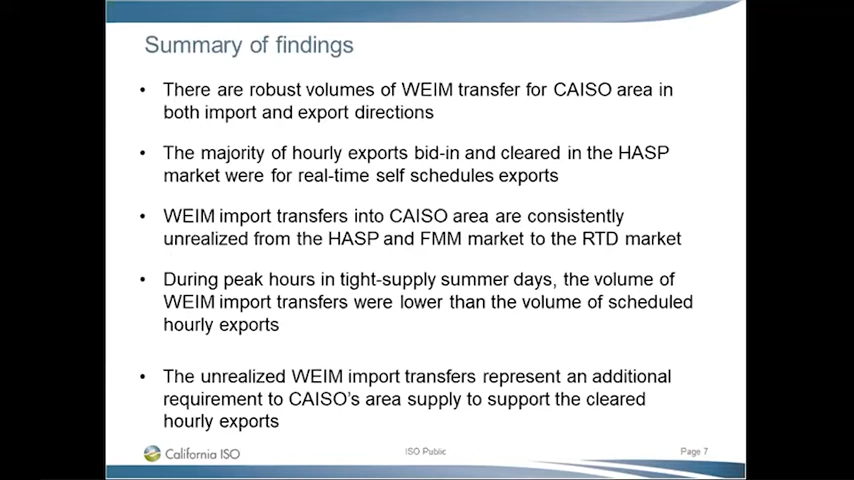 Summary of findings
• There are robust volumes of WEIM transfer for CAISO area in
both import and export directions
• The majority of hourly exports bid-in and cleared in the HASP
market were for real-time self schedules exports
• WEIM import transfers into CAISO area are consistently
unrealized from the HASP and FMM market to the RTD market
• During peak hours in tight-supply summer days, the volume of
WEIM import transfers were lower than the volume of scheduled
hourly exports
• The unrealized WEIM import transfers represent an additional
requirement to CAISO's area supply to support the cleared
hourly exports
California ISO
ISO Public
Page 7